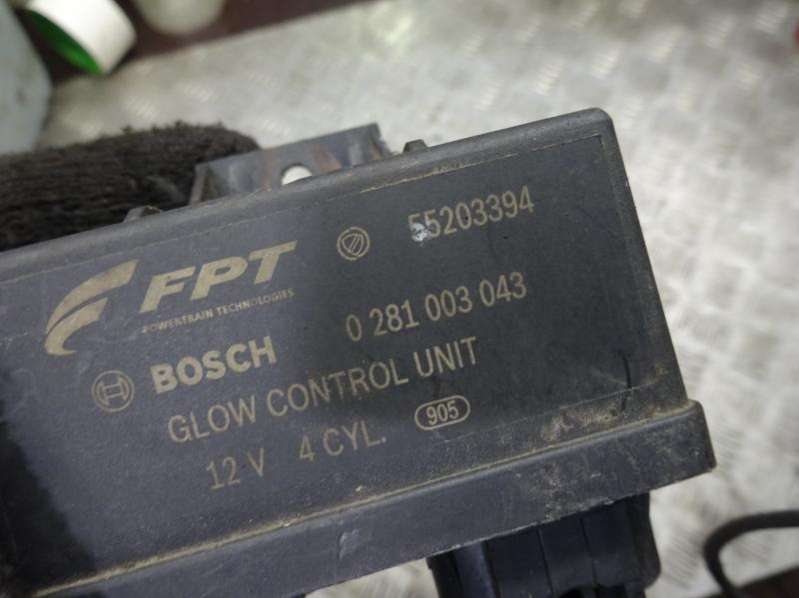 55203394
FPT
POWERTRAIN TECHNOLOGIES
0 281 003 043
BOSCH
GLOW CONTROL UNIT
12 V 4 CYL. 905